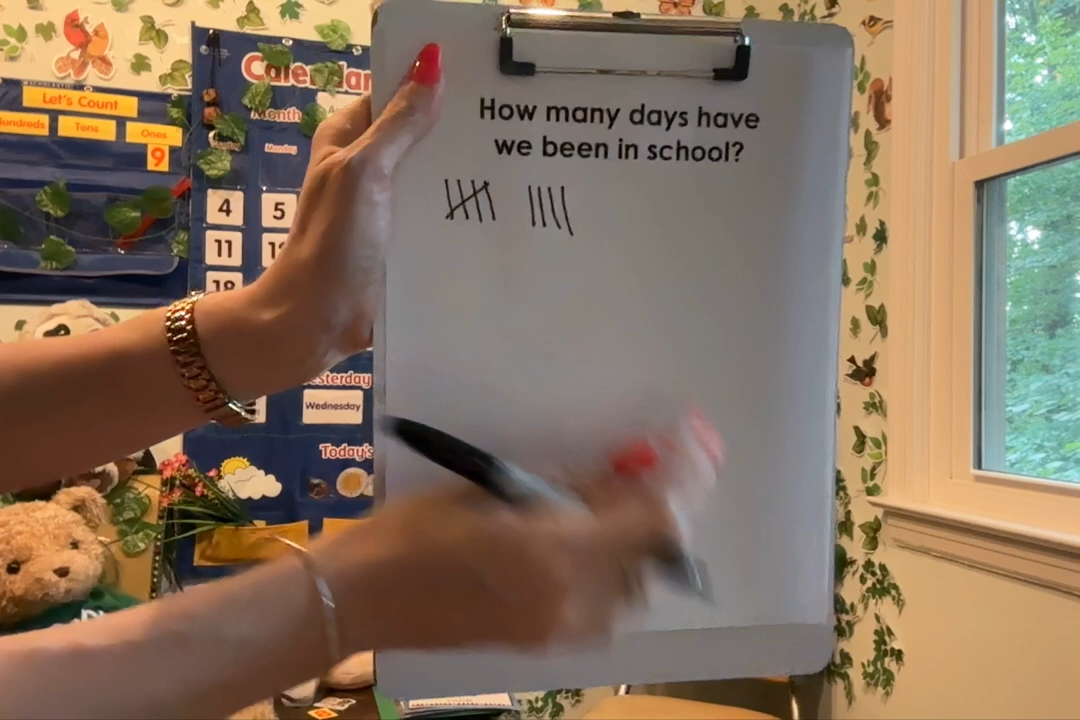 Let's Count
Hundreds Tens Ones
9
Calendar
Month
Monday
4 5
11
18
How many days have
we been in school?
Yesterday
Wednesday
Today's